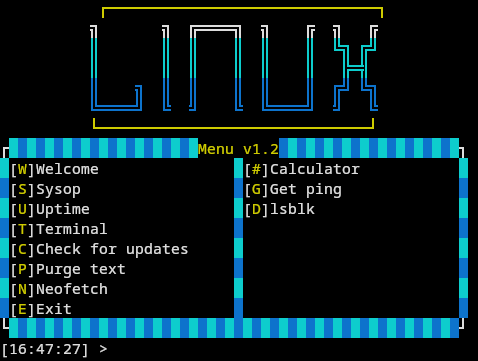 LINUX
Menu v1.2
[W]Welcome
[S]Sysop
[U]Uptime
[T]Terminal
[C]Check for updates
[P]Purge text
[N]Neofetch
[E]Exit
[#]Calculator
[G]Get ping
[D]lsblk
[16:47:27] >